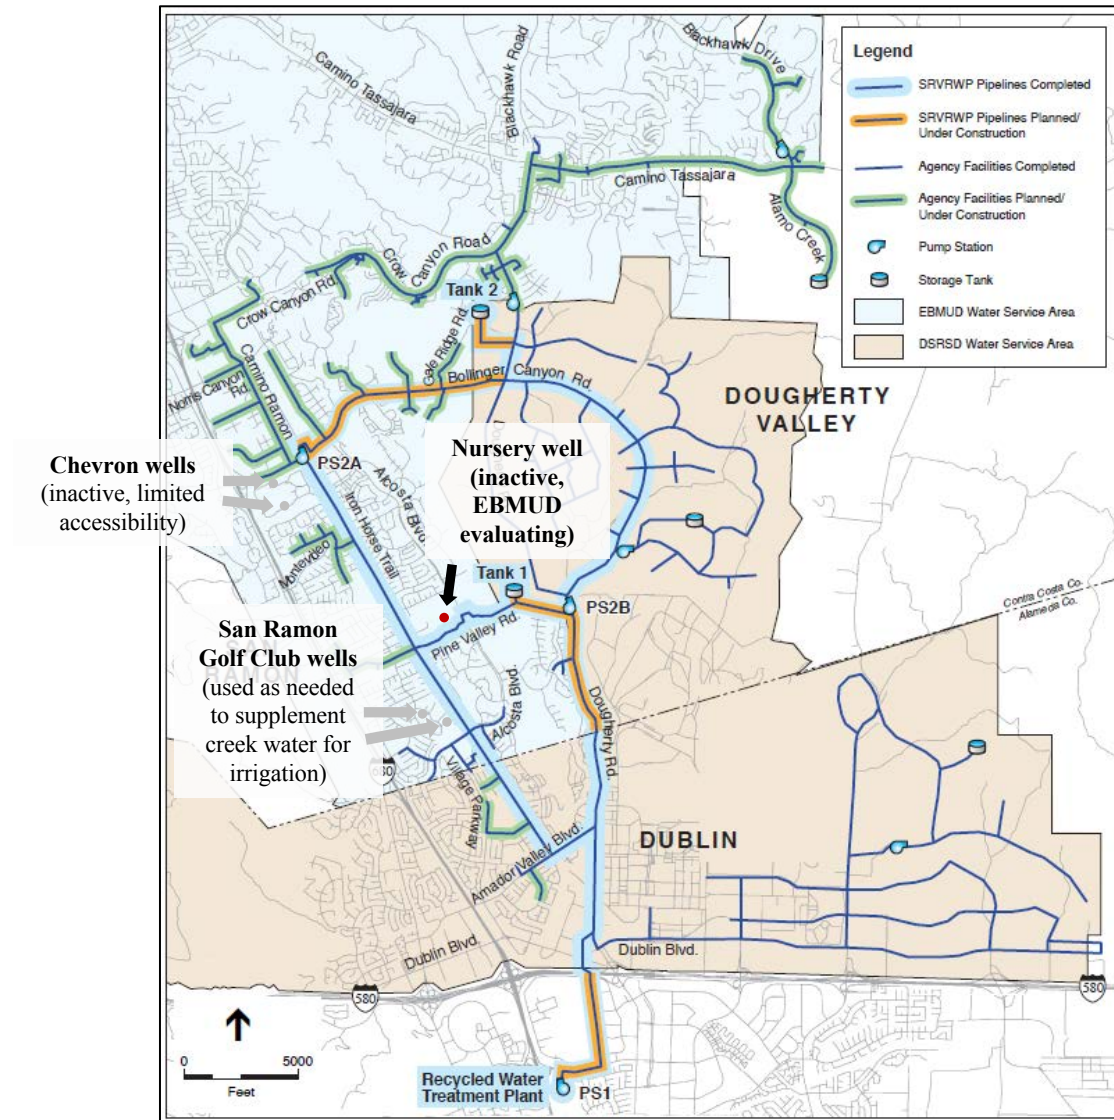 Blackhawk Drive
Blackhawk Road
Camino Tassajara
Legend
SRVRWP Pipelines Completed
SRVRWP Pipelines Planned/
Under Construction
Agency Facilities Completed
Agency Facilities Planned/
Under Construction
Pump Station
Storage Tank
EBMUD Water Service Area
DSRSD Water Service Area
Camino Tassajara
Alamo Creek
Crow
Canyon Road
Crow Canyon Rd.
Tank 2
Gale Ridge Rd.
Bollinger Canyon Rd.
Norris Canyon
Rd.
Camino Ramon
DOUGHERTY
VALLEY
PS2A
Chevron wells
(inactive, limited
accessibility)
Nursery well
(inactive,
EBMUD
evaluating)
Alcosta Blvd.
Iron Horse Trail
Montevideo
Tank 1
PS2B
Contra Costa Co.
Alameda Co.
Pine Valley Rd.
San Ramon
Golf Club wells
(used as needed
to supplement
creek water for
irrigation)
SAN
RAMON
Alcosta Blvd.
Dougherty Rd.
680
Village Parkway
Amador Valley Blvd.
DUBLIN
Dublin Blvd.
Dublin Blvd.
580
580
0
5000
Feet
Recycled Water
Treatment Plant
PS1